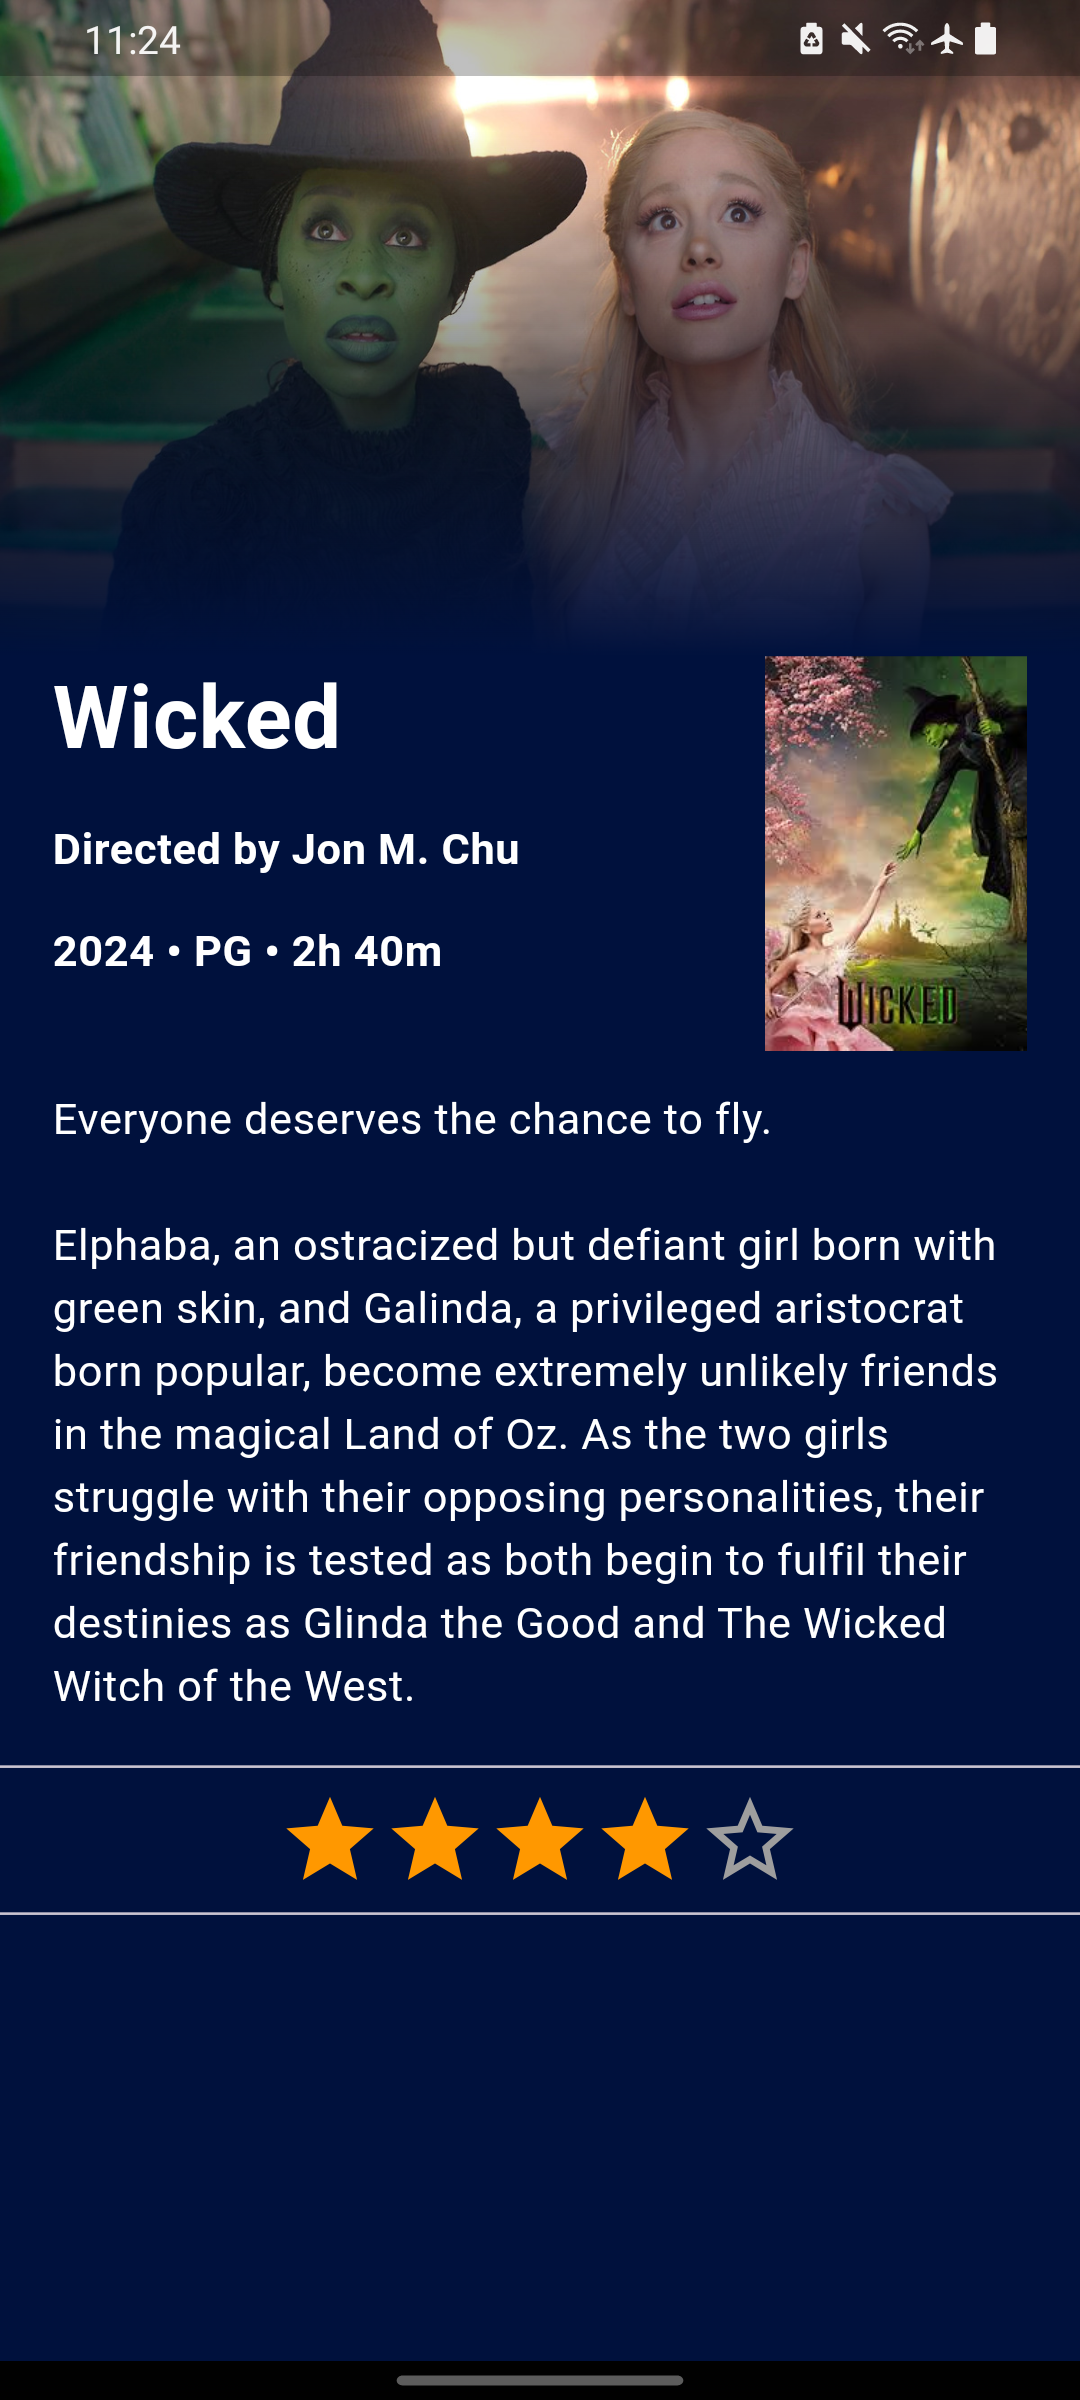 11:24
Wicked
Directed by Jon M. Chu
2024 • PG • 2h 40m
WICKED
Everyone deserves the chance to fly.
Elphaba, an ostracized but defiant girl born with
green skin, and Galinda, a privileged aristocrat
born popular, become extremely unlikely friends
in the magical Land of Oz. As the two girls
struggle with their opposing personalities, their
friendship is tested as both begin to fulfil their
destinies as Glinda the Good and The Wicked
Witch of the West.